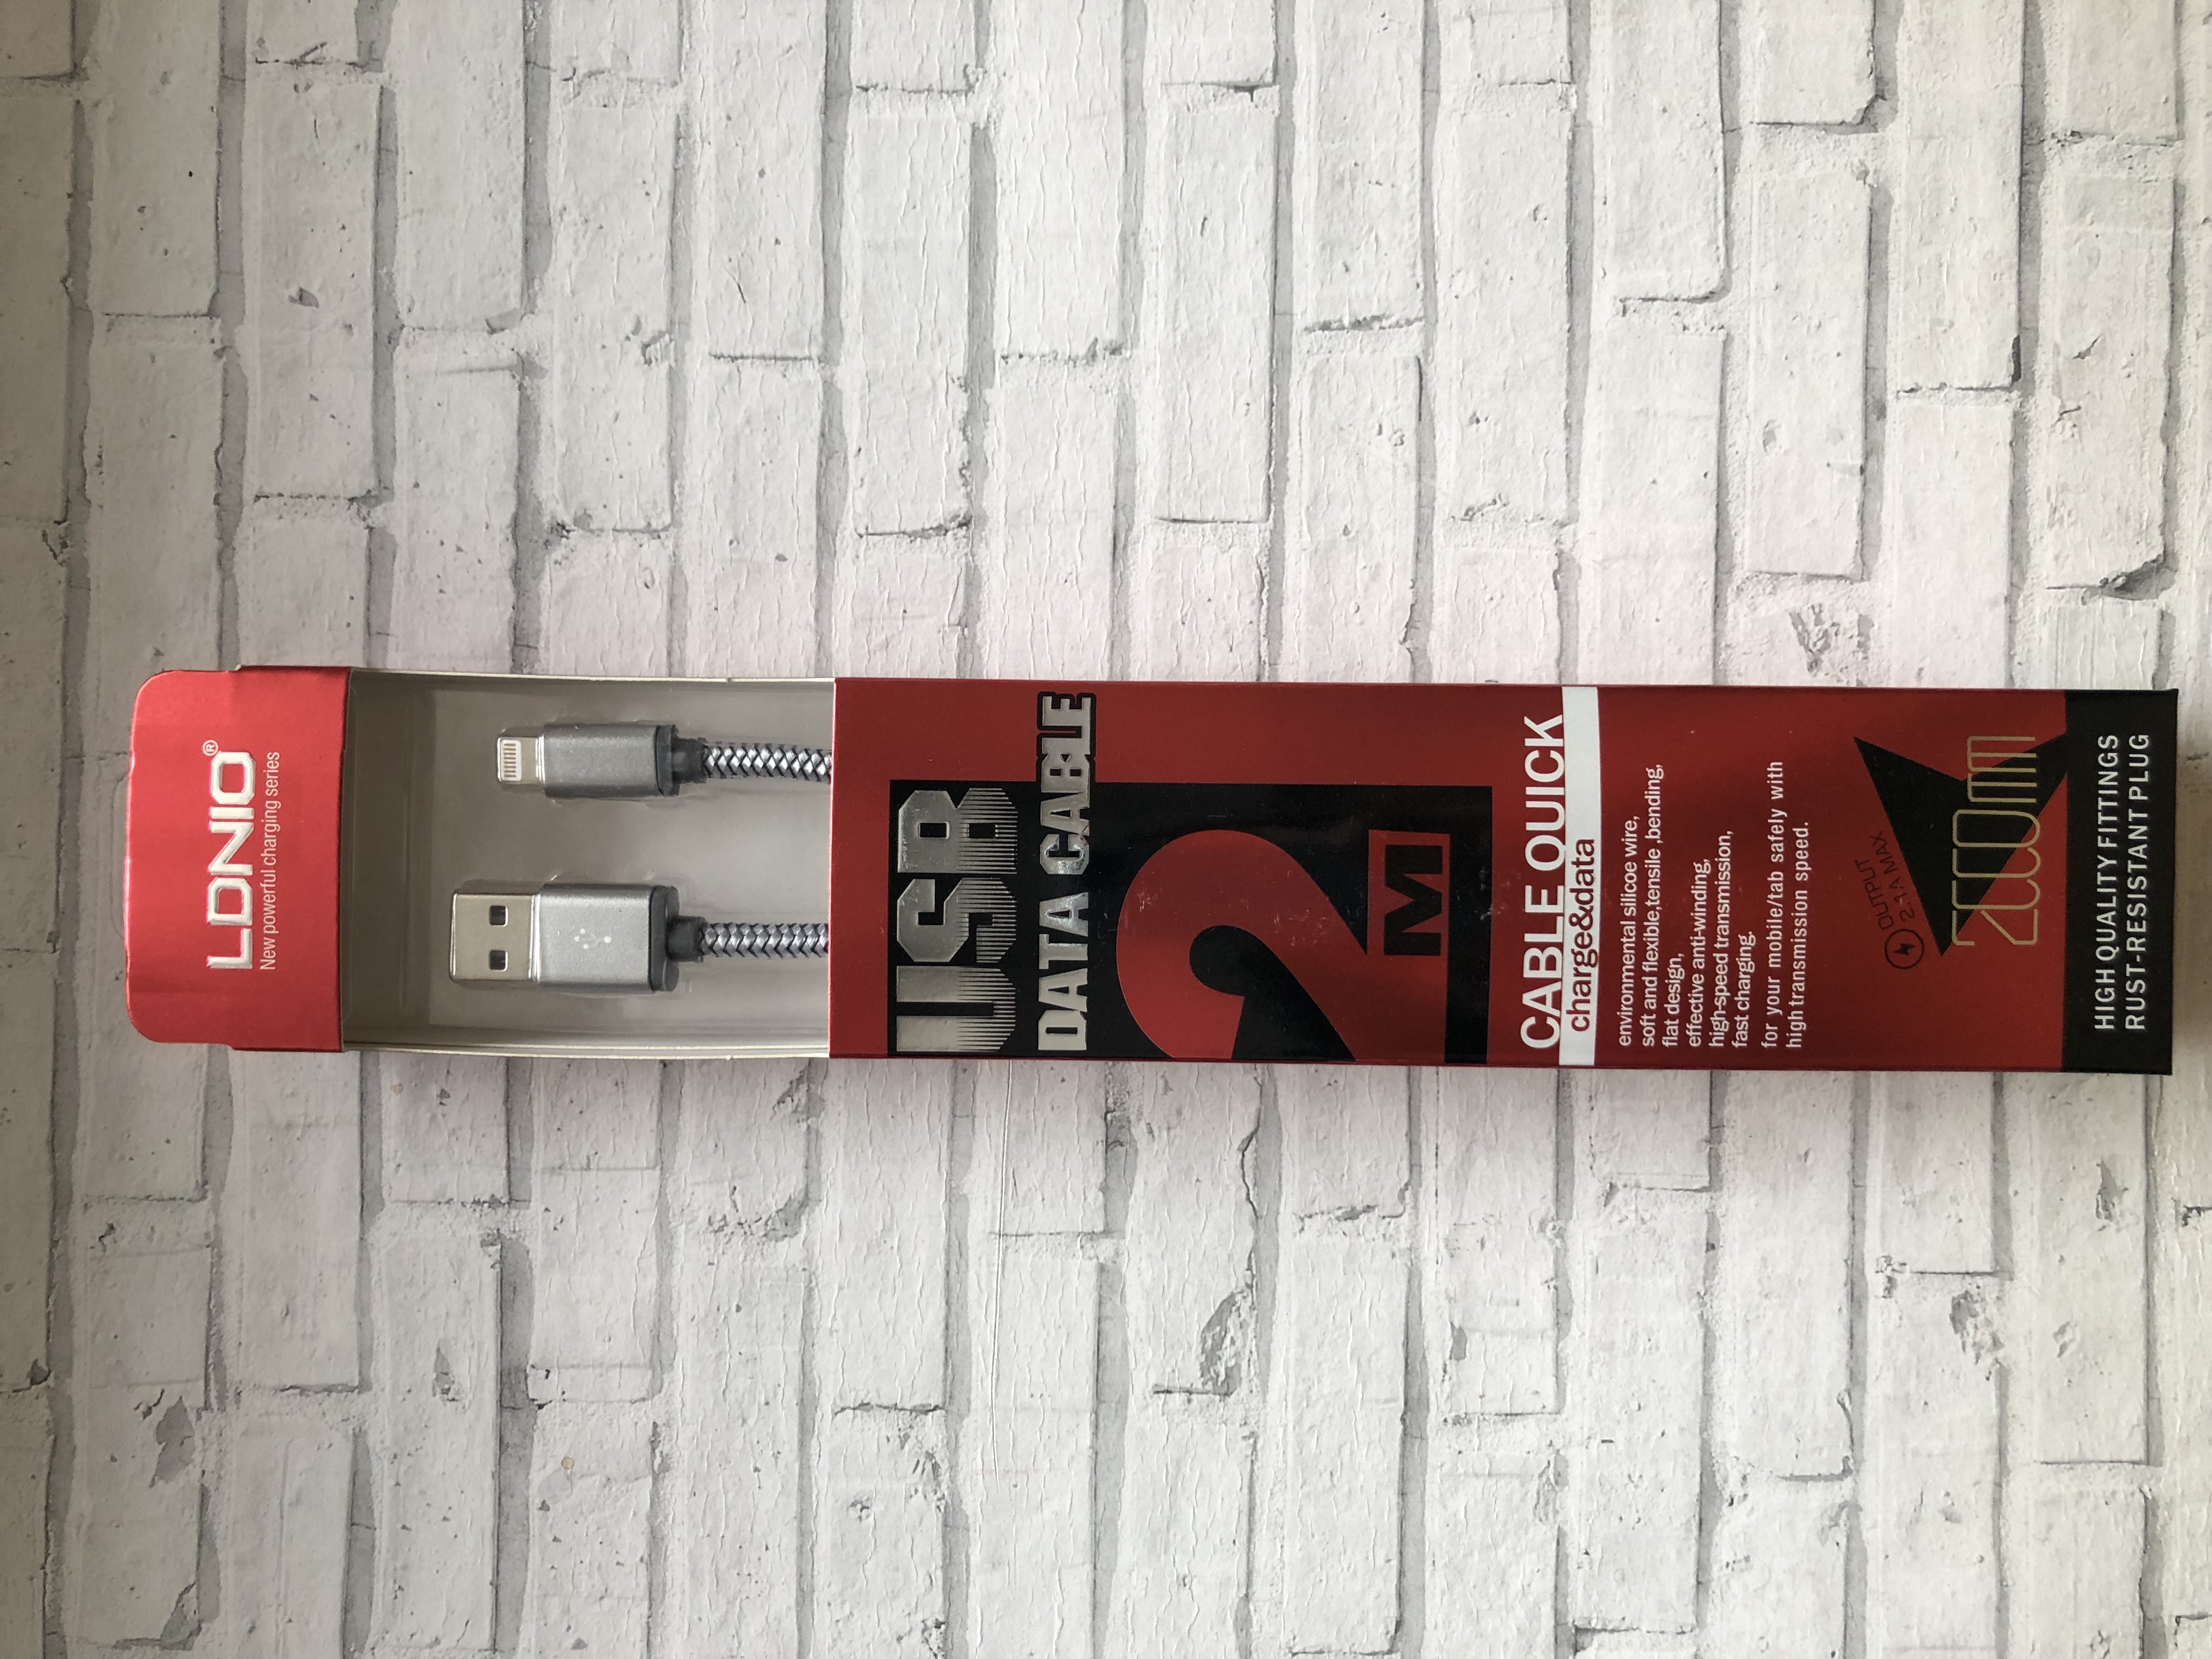 LDNIO®
New powerful charging series
USB
DATA CABLE
2
M
CABLE QUICK
charge&data
environmental silicoe wire,
soft and flexible,tensile ,bending,
flat design,
effective anti-winding,
high-speed transmission,
fast charging.
for your mobile/tab safely with
high transmission speed.
OUTPUT
2.1A MAX
2000mm
HIGH QUALITY FITTINGS
RUST-RESISTANT PLUG